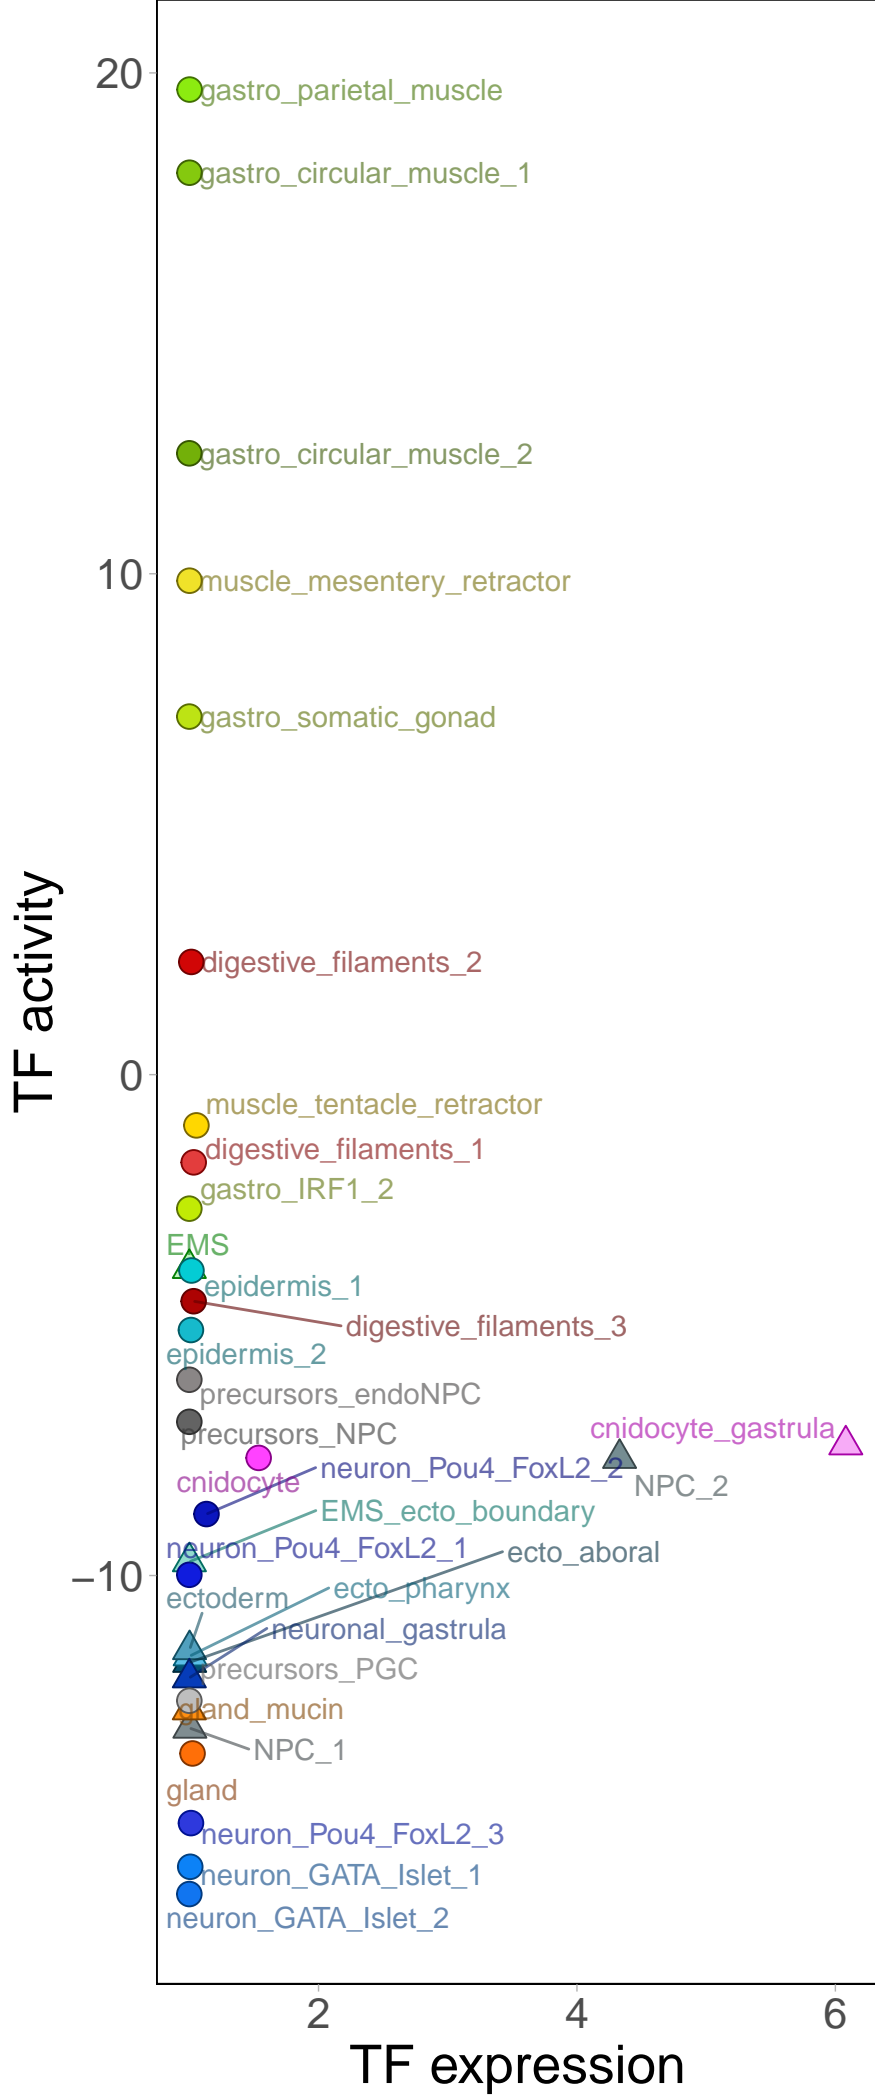 20
gastro_parietal_muscle
gastro_circular_muscle_1
gastro_circular_muscle_2
10
muscle_mesentery_retractor
gastro_somatic_gonad
TF activity
digestive_filaments_2
0
muscle_tentacle_retractor
digestive_filaments_1
gastro_IRF1_2
EMS
epidermis_1
digestive_filaments_3
epidermis_2
precursors_endoNPC
cnidocyte_gastrula
precursors_NPC
neuron_Pou4_FoxL2_2
cnidocyte
NPC_2
EMS_ecto_boundary
neuron_Pou4_FoxL2_1
ecto_aboral
−10
ecto_pharynx
ectoderm
neuronal_gastrula
precursors_PGC
gland_mucin
NPC_1
gland
neuron_Pou4_FoxL2_3
neuron_GATA_Islet_1
neuron_GATA_Islet_2
2 4 6
TF expression